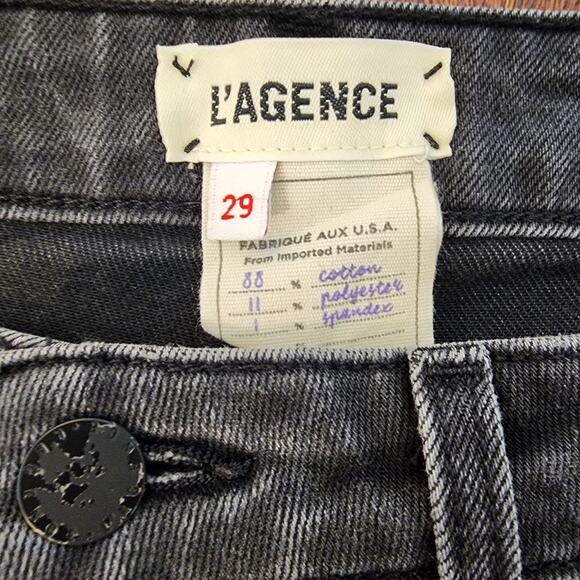 L'AGENCE
29
FABRIQUÉ AUX U.S.A.
From Imported Materials
88 % cotton
11 % polyester
1 % spandex